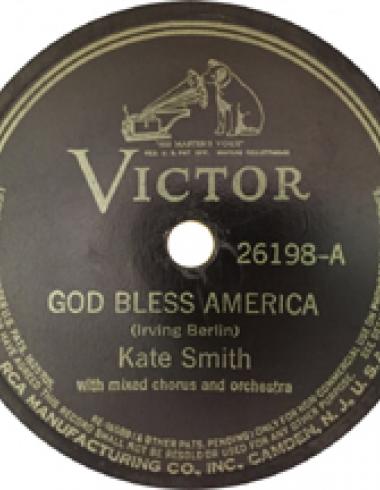 "HIS MASTER'S VOICE"
VICTOR
26198-A
GOD BLESS AMERICA
(Irving Berlin)
Kate Smith
with mixed chorus and orchestra
RCA MANUFACTURING CO., INC. CAMDEN, N. J., U. S. A.